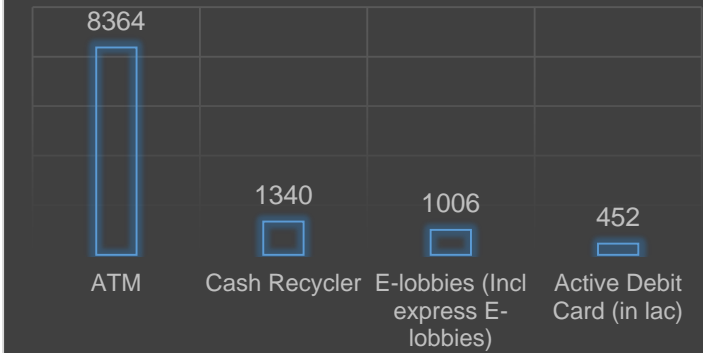 8364
1340
1006
452
ATM
Cash Recycler
E-lobbies (Incl
express E-
lobbies)
Active Debit
Card (in lac)